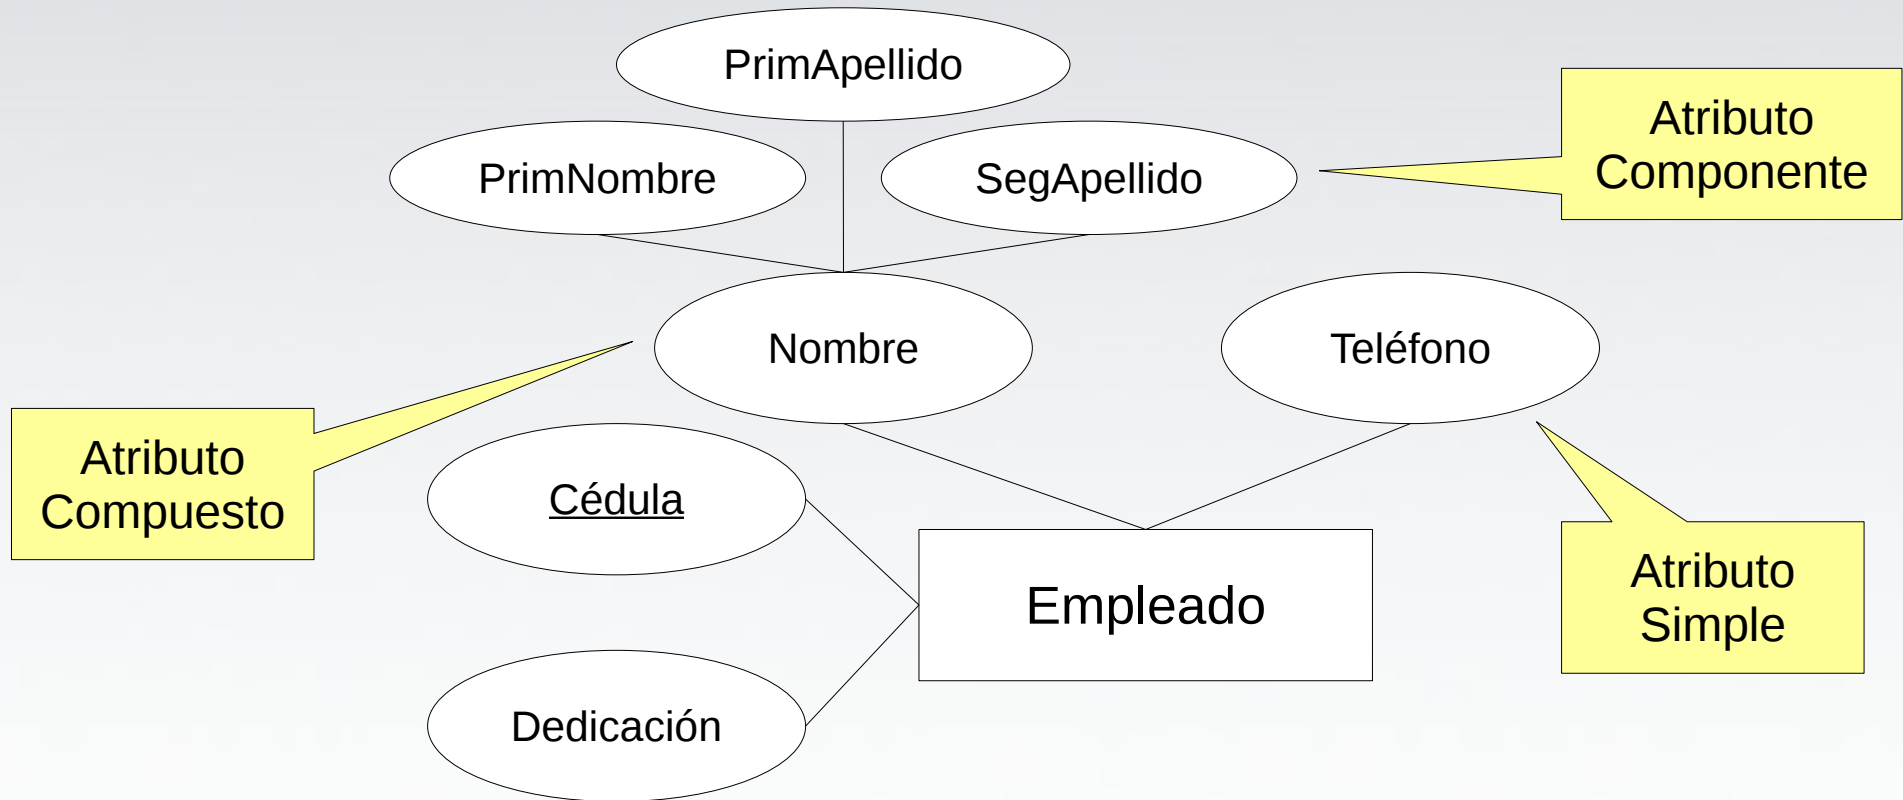 PrimApellido
Atributo
Componente
PrimNombre
SegApellido
Nombre
Teléfono
Atributo
Compuesto
Cédula
Empleado
Atributo
Simple
Dedicación